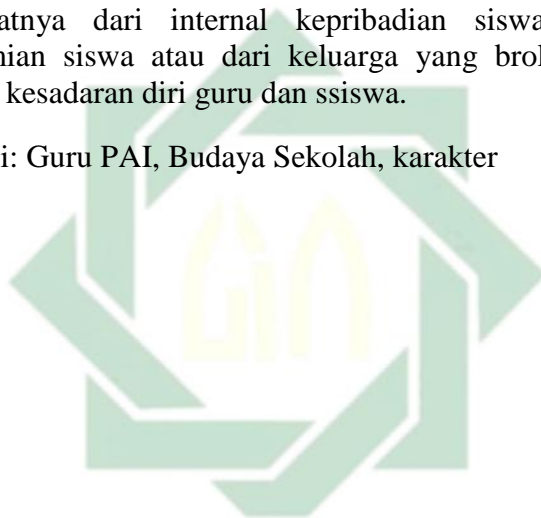 atnya dari internal kepribadian siswa
nian siswa atau dari keluarga yang brol
kesadaran diri guru dan ssiswa.
i: Guru PAI, Budaya Sekolah, karakter